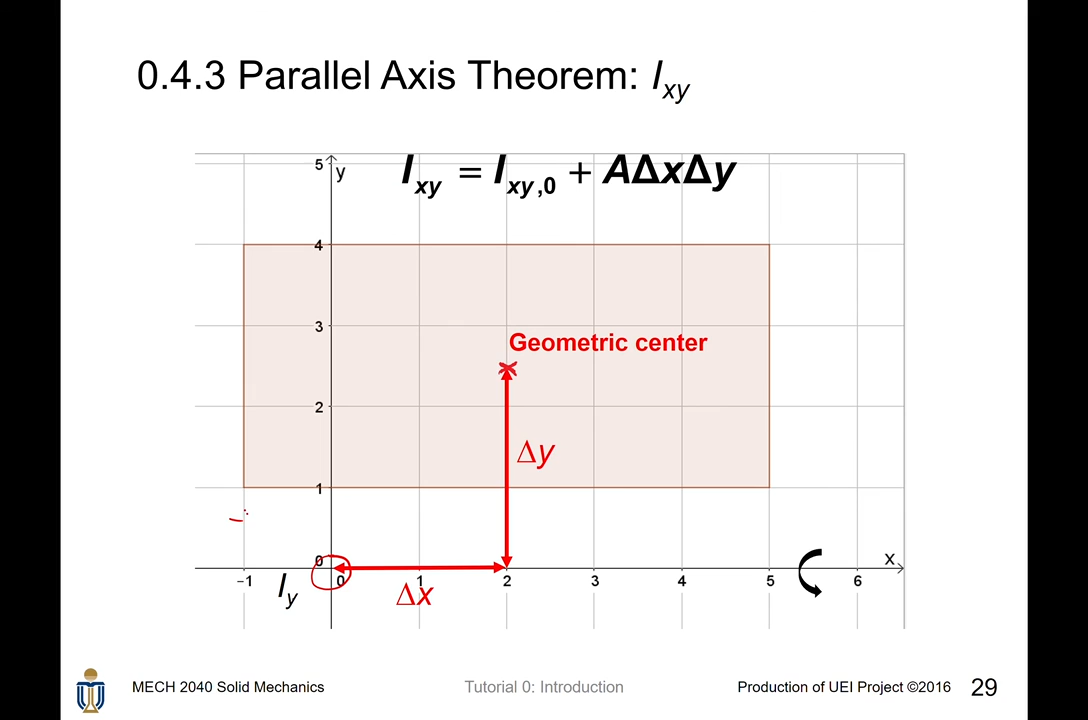 0.4.3 Parallel Axis Theorem: Ixy
Ixy = Ixy,0 + AΔxΔy
5 y
4
3
Geometric center
2
Δy
1
0 x
-1 0 1 2 3 4 5 6
Iy Δx
MECH 2040 Solid Mechanics Tutorial 0: Introduction Production of UEI Project ©2016 29